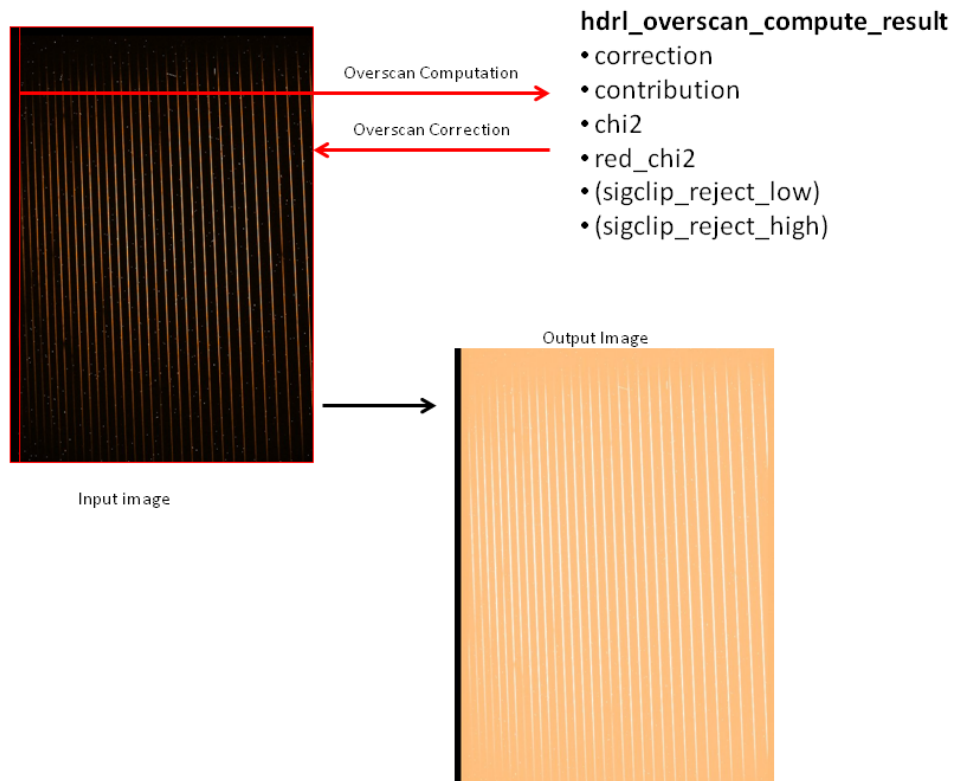 hdrl_overscan_compute_result
• correction
• contribution
• chi2
• red_chi2
• (sigclip_reject_low)
• (sigclip_reject_high)
Overscan Computation
Overscan Correction
Input image
Output Image